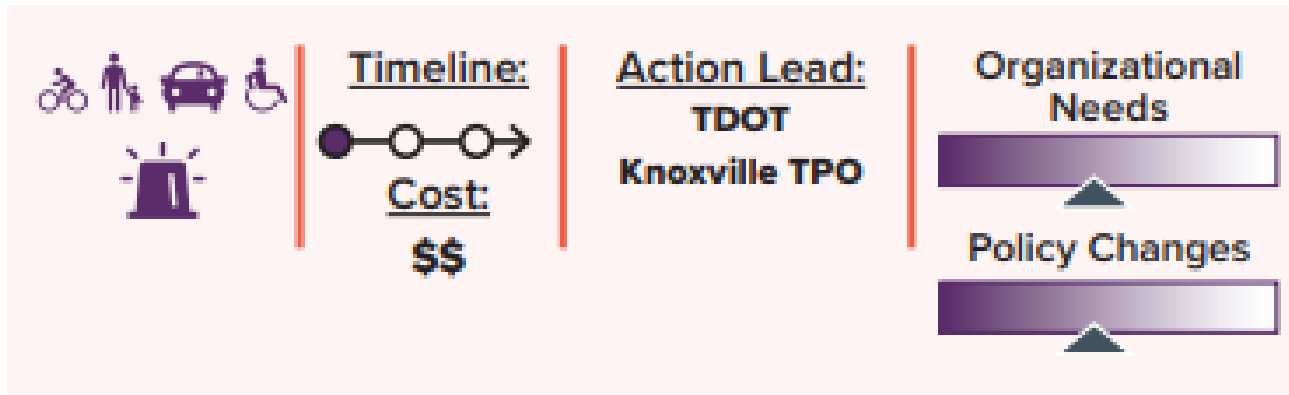 Timeline:
Cost:
$$
Action Lead:
TDOT
Knoxville TPO
Organizational
Needs
Policy Changes